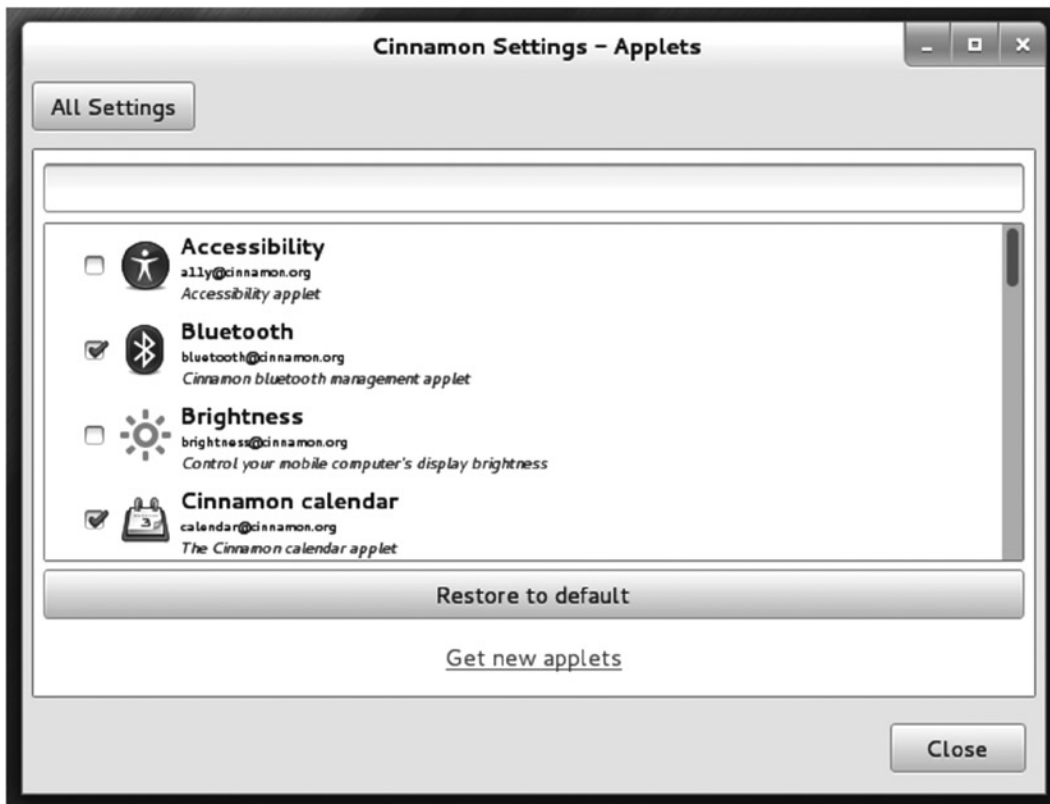 Cinnamon Settings – Applets
All Settings
Accessibility
a11y@cinnamon.org
Accessibility applet
Bluetooth
bluetooth@cinnamon.org
Cinnamon bluetooth management applet
Brightness
brightness@cinnamon.org
Control your mobile computer's display brightness
Cinnamon calendar
3
calendar@cinnamon.org
The Cinnamon calendar applet
Restore to default
Get new applets
Close